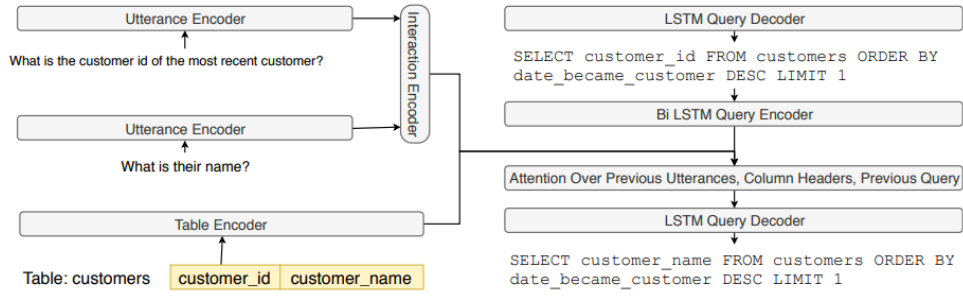 Utterance Encoder
What is the customer id of the most recent customer?
Utterance Encoder
What is their name?
Interaction Encoder
Table Encoder
Table: customers
customer_id
customer_name
LSTM Query Decoder
SELECT customer_id FROM customers ORDER BY
date_became_customer DESC LIMIT 1
Bi LSTM Query Encoder
Attention Over Previous Utterances, Column Headers, Previous Query
LSTM Query Decoder
SELECT customer_name FROM customers ORDER BY
date_became_customer DESC LIMIT 1